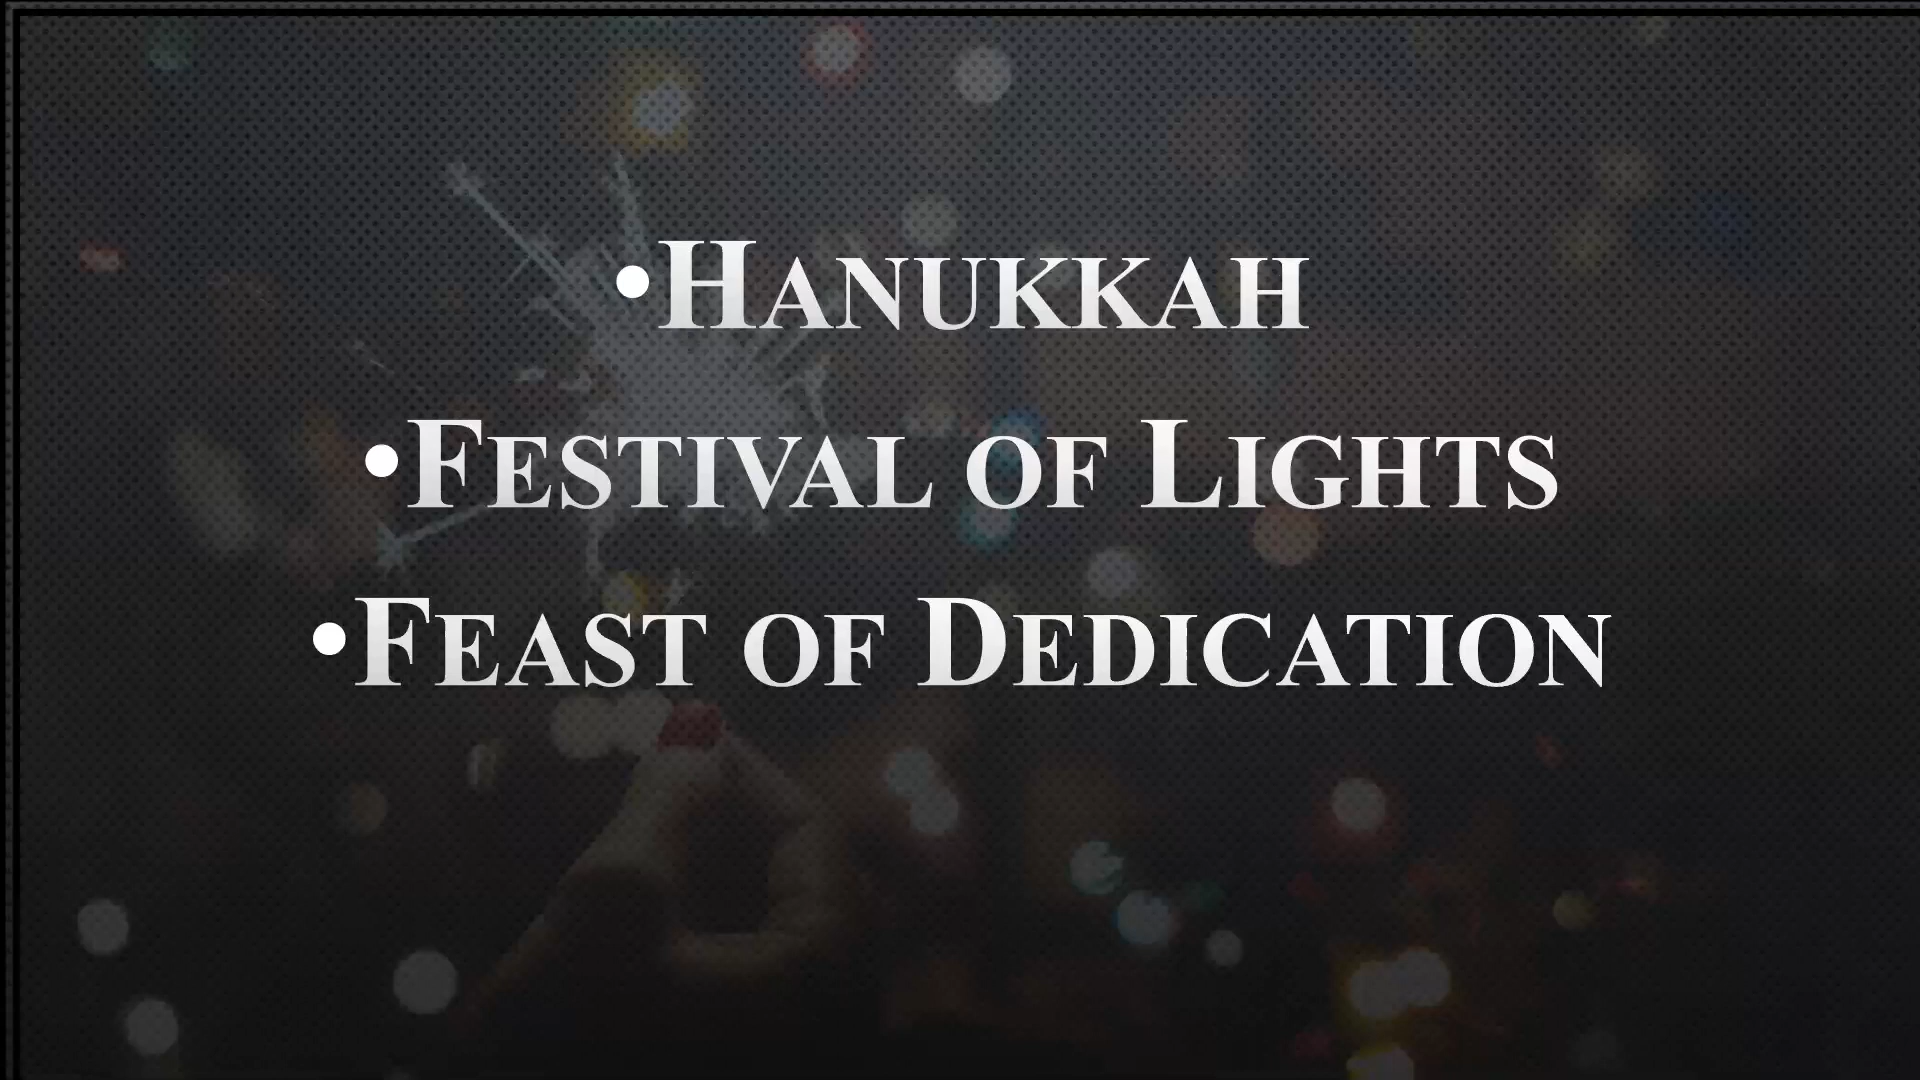 •Hanukkah
•Festival of Lights
•Feast of Dedication